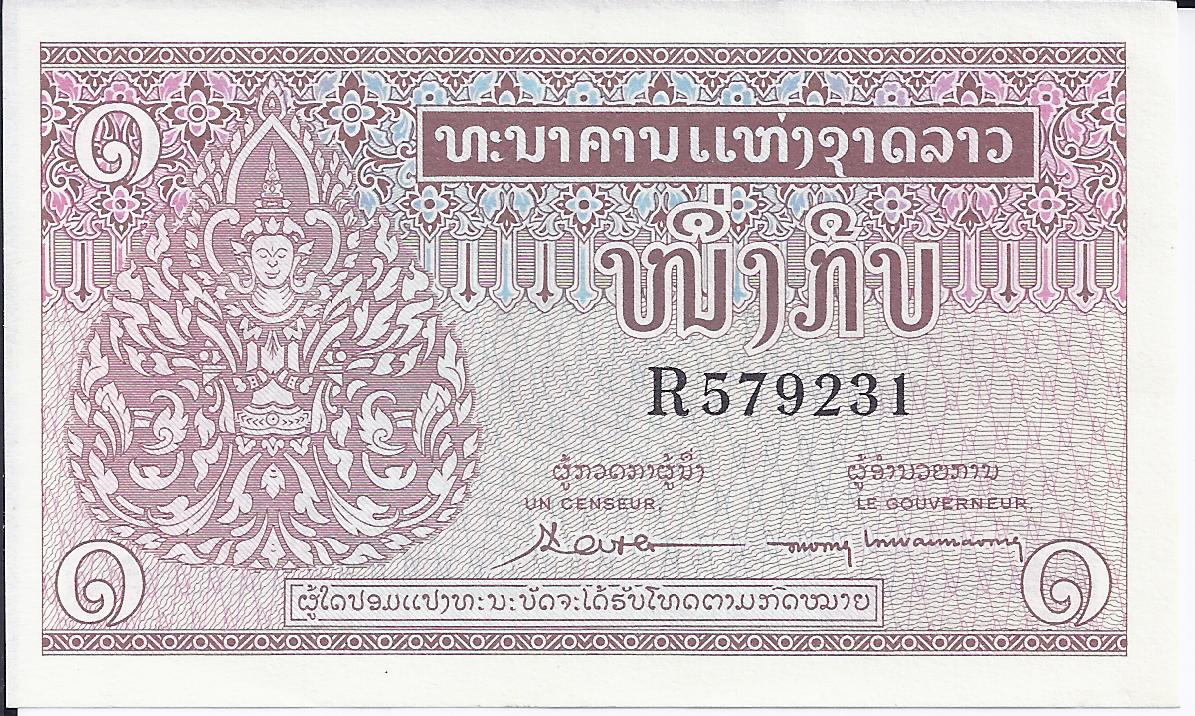 ໑
ທະນາຄານແຫ່ງຊາດລາວ
ໜຶ່ງກີບ
R579231
ຜູ້ກວດກາຜູ້ນຶ່ງ ຜູ້ອຳນວຍການ
UN CENSEUR, LE GOUVERNEUR,
໑ ໑
ຜູ້ໃດປອມແປງທະນະບັດຈະໄດ້ຮັບໂທດຕາມກົດໝາຍ